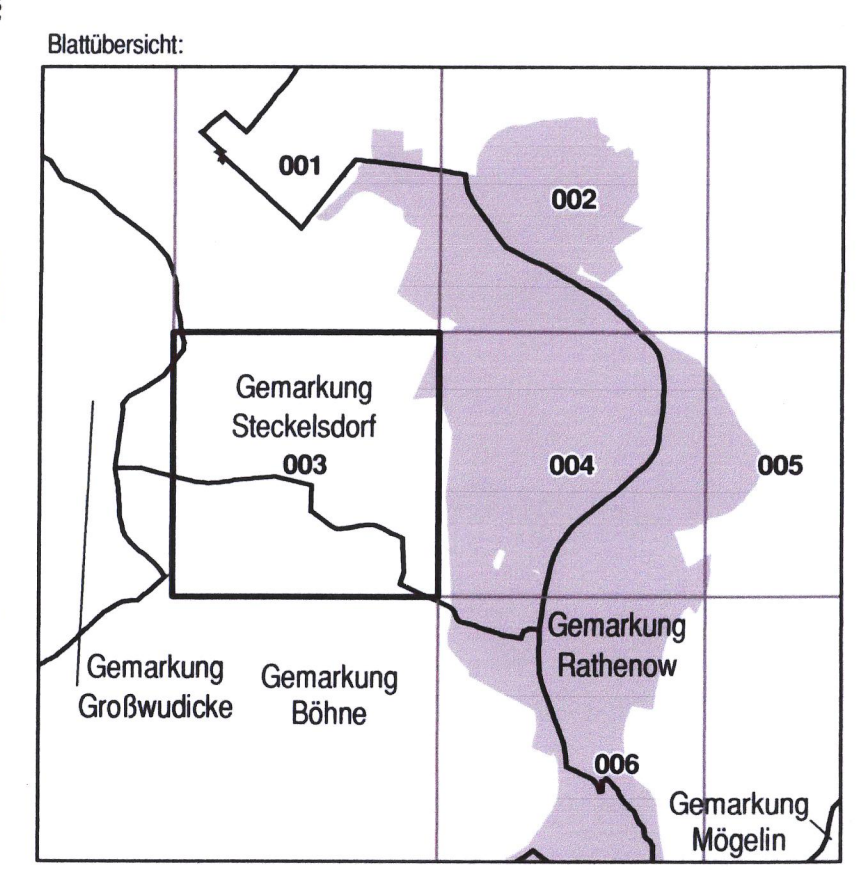 Blattübersicht:
001
002
Gemarkung
Steckelsdorf
003
004
005
Gemarkung
Rathenow
Gemarkung
Großwudicke
Gemarkung
Böhne
006
Gemarkung
Mögelin